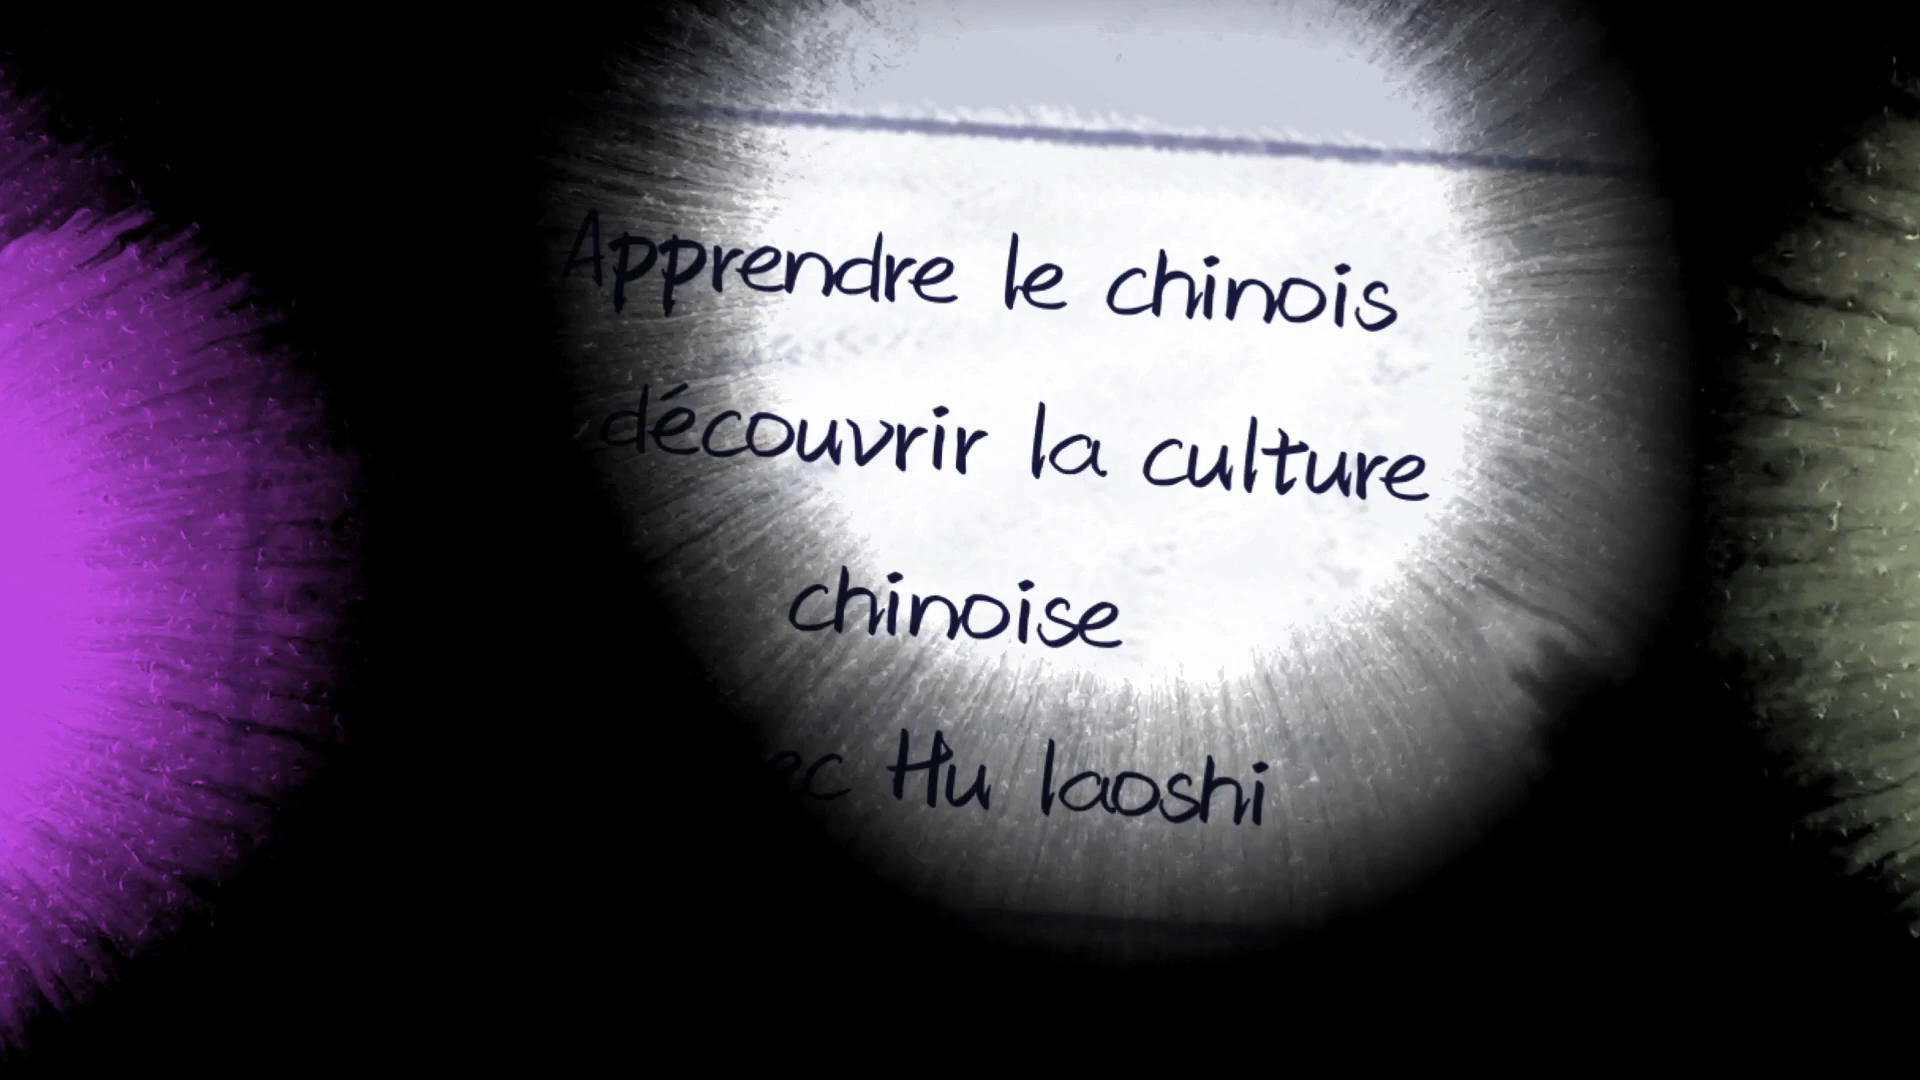 Apprendre le chinois
découvrir la culture
chinoise
Hu laoshi